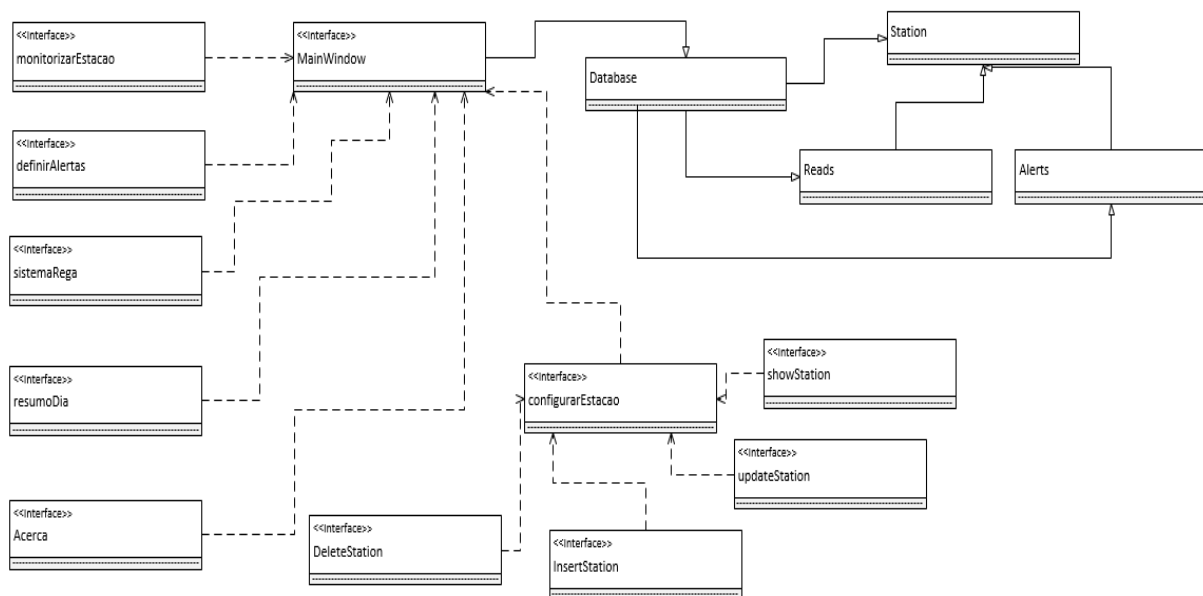 <<interface>>
monitorizarEstacao
<<interface>>
MainWindow
Station
Database
<<interface>>
definirAlertas
Reads
Alerts
<<interface>>
sistemaRega
<<interface>>
resumoDia
<<interface>>
configurarEstacao
<<interface>>
showStation
<<interface>>
updateStation
<<interface>>
Acerca
<<interface>>
DeleteStation
<<interface>>
InsertStation